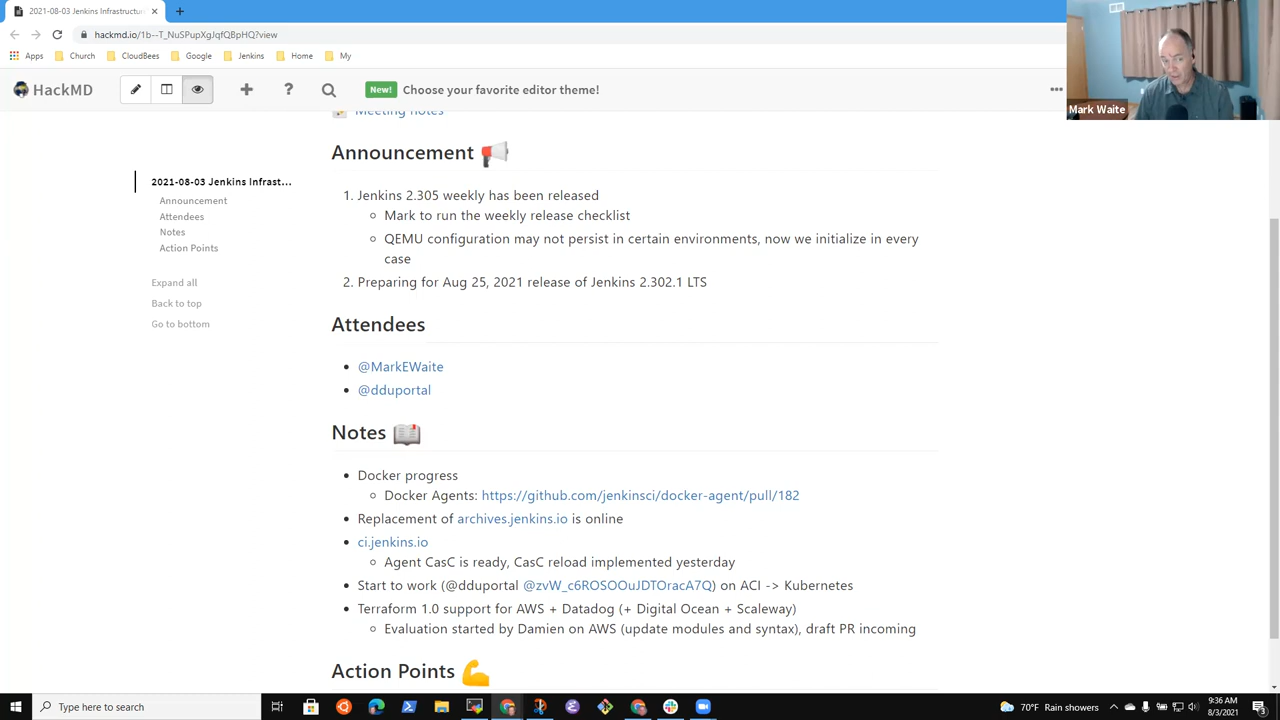 2021-08-03 Jenkins Infrastructur
hackmd.io/1b--T_NuSPupXgJqfQBpHQ?view
Apps Church CloudBees Google Jenkins Home My
HackMD
New! Choose your favorite editor theme!
Mark Waite
Meeting notes
Announcement
2021-08-03 Jenkins Infrast...
Announcement
Attendees
Notes
Action Points
Expand all
Back to top
Go to bottom
1. Jenkins 2.305 weekly has been released
Mark to run the weekly release checklist
QEMU configuration may not persist in certain environments, now we initialize in every
case
2. Preparing for Aug 25, 2021 release of Jenkins 2.302.1 LTS
Attendees
@MarkEWaite
@dduportal
Notes
Docker progress
Docker Agents: https://github.com/jenkinsci/docker-agent/pull/182
Replacement of archives.jenkins.io is online
ci.jenkins.io
Agent CasC is ready, CasC reload implemented yesterday
Start to work (@dduportal @zvW_c6ROSOOuJDTOracA7Q) on ACI -> Kubernetes
Terraform 1.0 support for AWS + Datadog (+ Digital Ocean + Scaleway)
Evaluation started by Damien on AWS (update modules and syntax), draft PR incoming
Action Points
Type here to search
70°F Rain showers
9:36 AM
8/3/2021